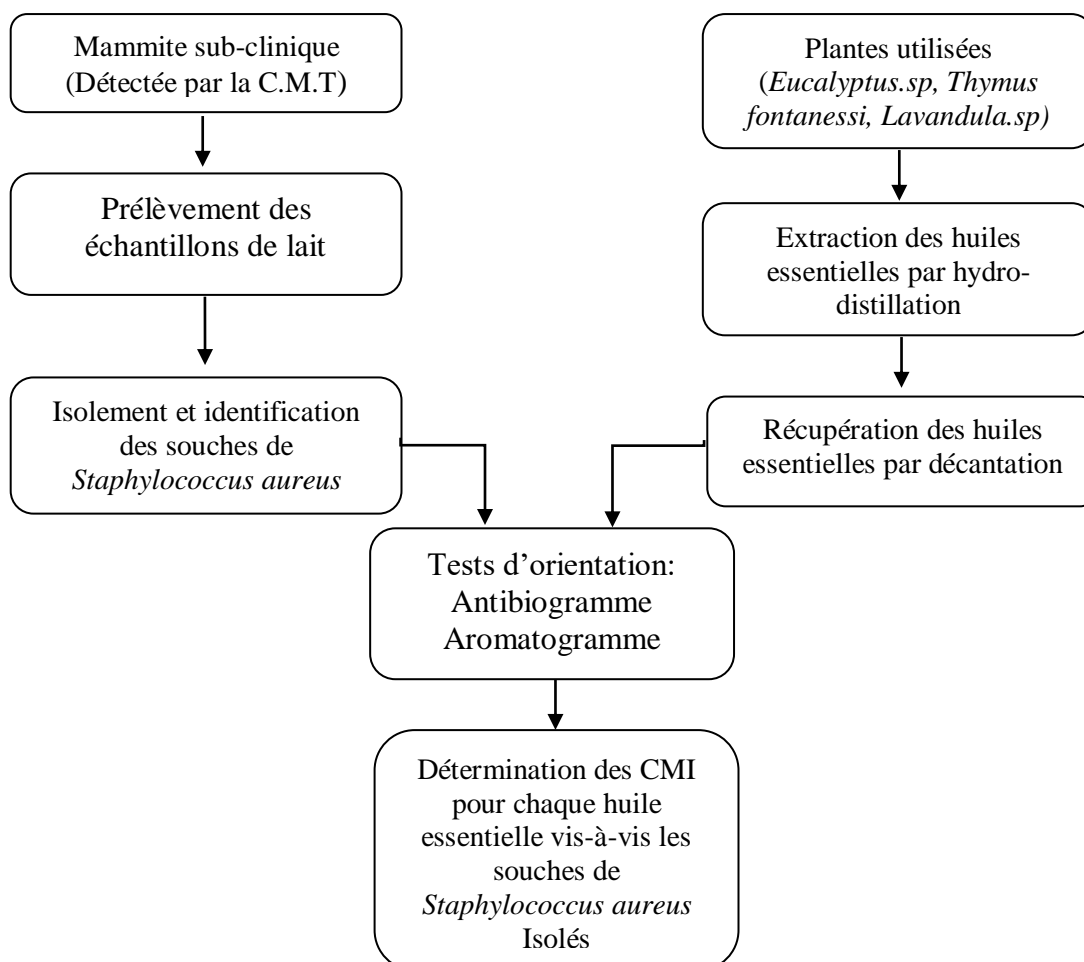 Mammite sub-clinique
(Détectée par la C.M.T)
Prélèvement des
échantillons de lait
Isolement et identification
des souches de
Staphylococcus aureus
Plantes utilisées
(Eucalyptus.sp, Thymus
fontanessi, Lavandula.sp)
Extraction des huiles
essentielles par hydro-
distillation
Récupération des huiles
essentielles par décantation
Tests d’orientation:
Antibiogramme
Aromatogramme
Détermination des CMI
pour chaque huile
essentielle vis-à-vis les
souches de
Staphylococcus aureus
Isolés